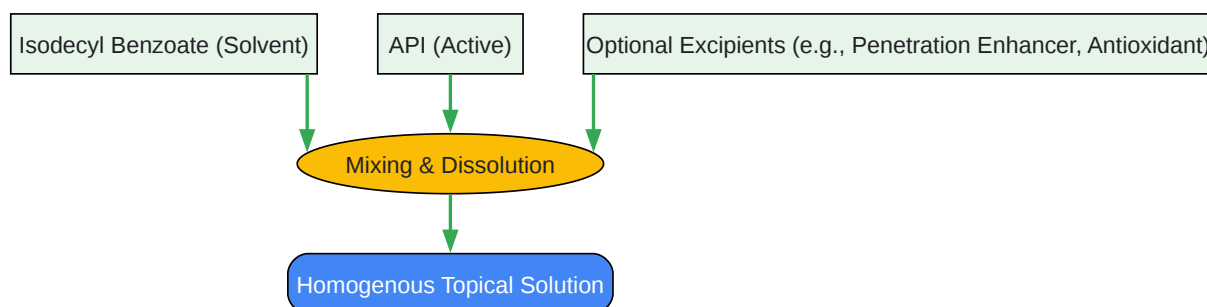 Isodecyl Benzoate (Solvent)
API (Active)
Optional Excipients (e.g., Penetration Enhancer, Antioxidant)
Mixing & Dissolution
Homogenous Topical Solution